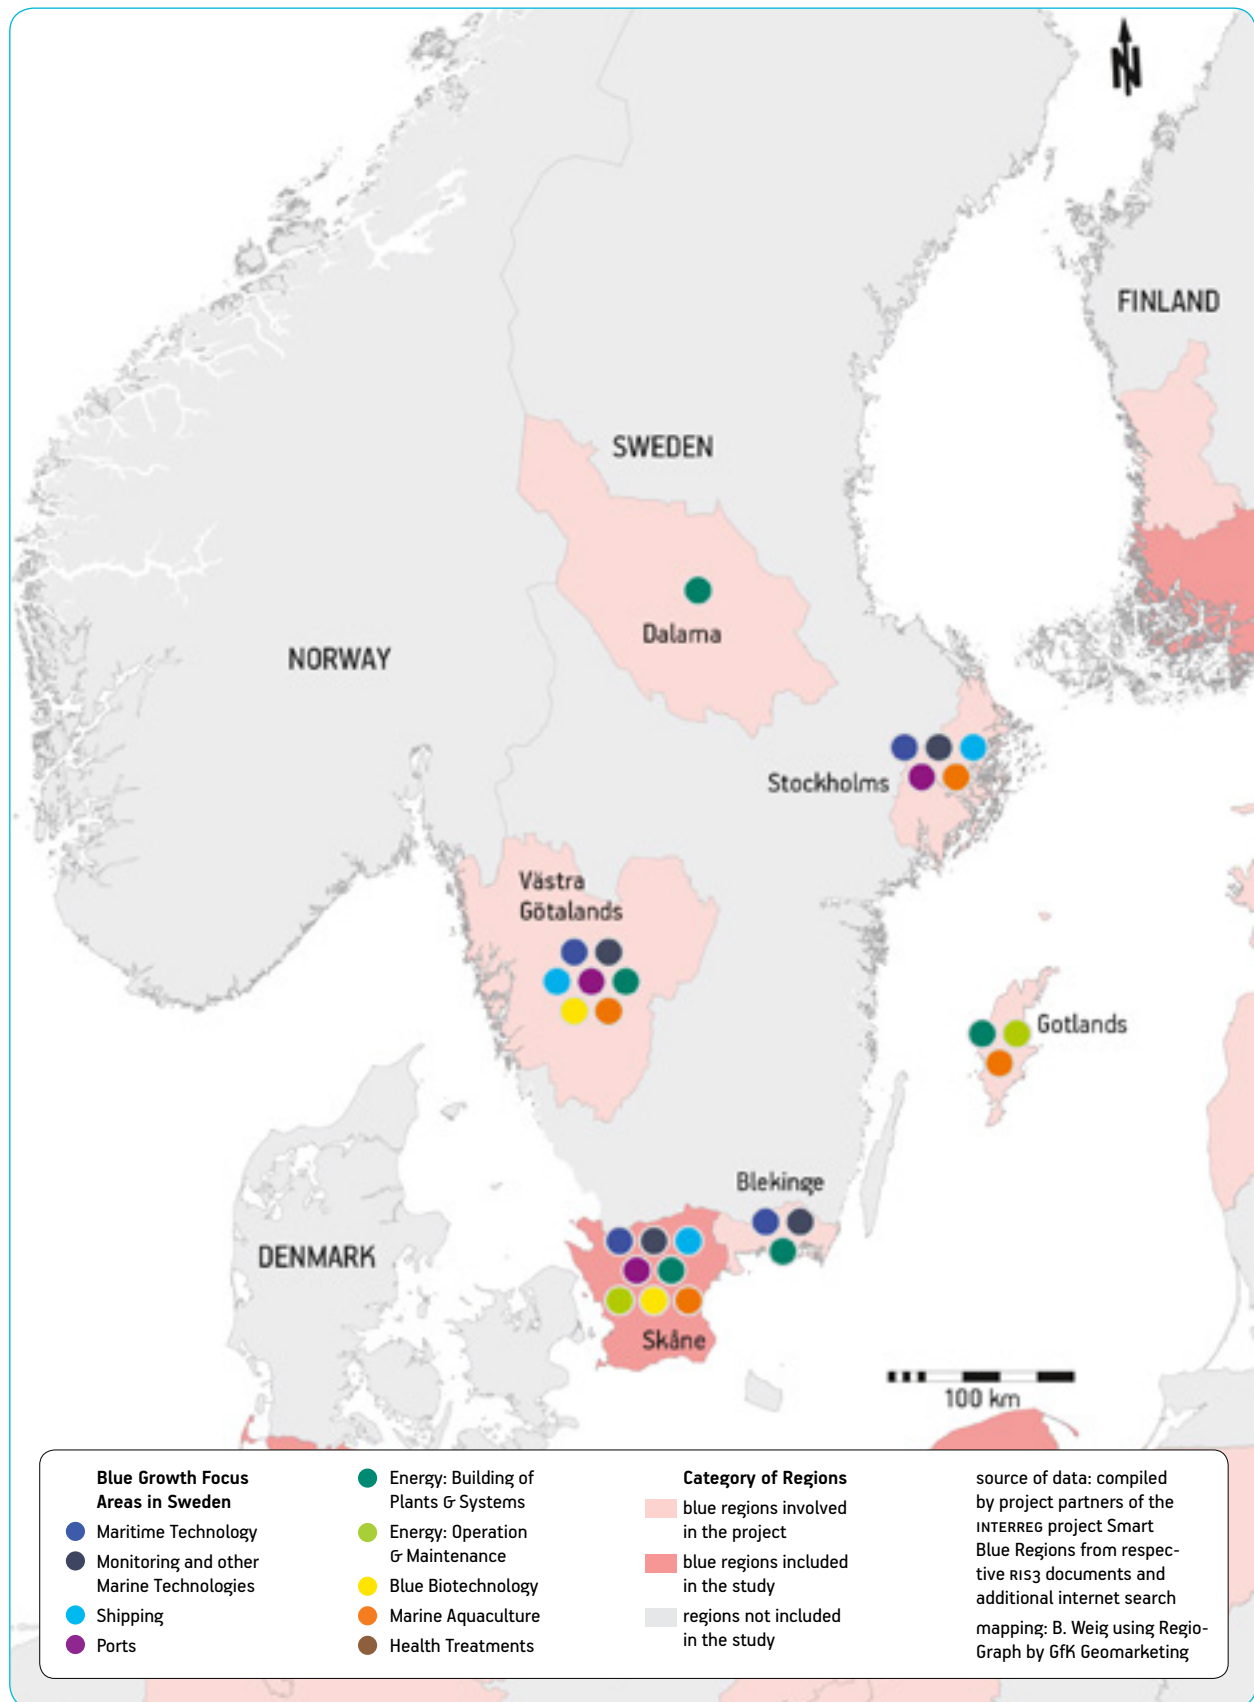 N
FINLAND
SWEDEN
Dalarna
NORWAY
Stockholms
Västra
Götalands
Gotlands
Blekinge
DENMARK
Skåne
100 km
Blue Growth Focus
Areas in Sweden
Maritime Technology
Monitoring and other
Marine Technologies
Shipping
Ports
Energy: Building of
Plants & Systems
Energy: Operation
& Maintenance
Blue Biotechnology
Marine Aquaculture
Health Treatments
Category of Regions
blue regions involved
in the project
blue regions included
in the study
regions not included
in the study
source of data: compiled
by project partners of the
INTERREG project Smart
Blue Regions from respec-
tive RIS3 documents and
additional internet search
mapping: B. Weig using Regio-
Graph by GfK Geomarketing